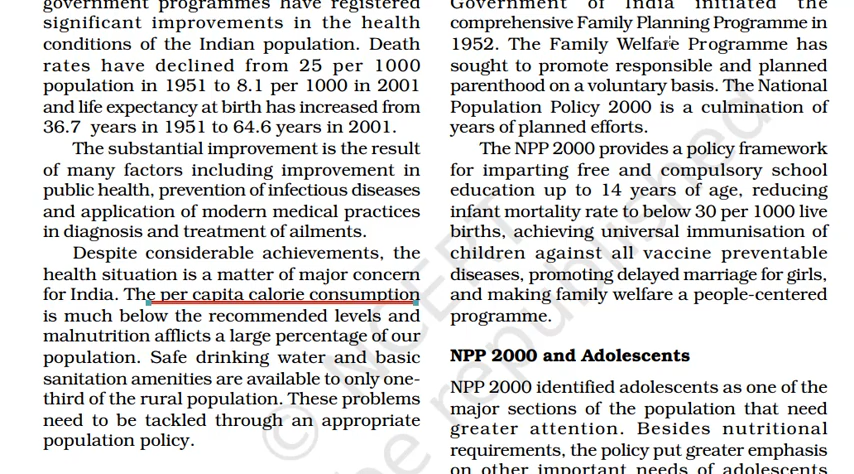 government programmes have registered
significant improvements in the health
conditions of the Indian population. Death
rates have declined from 25 per 1000
population in 1951 to 8.1 per 1000 in 2001
and life expectancy at birth has increased from
36.7 years in 1951 to 64.6 years in 2001.
The substantial improvement is the result
of many factors including improvement in
public health, prevention of infectious diseases
and application of modern medical practices
in diagnosis and treatment of ailments.
Despite considerable achievements, the
health situation is a matter of major concern
for India. The per capita calorie consumption
is much below the recommended levels and
malnutrition afflicts a large percentage of our
population. Safe drinking water and basic
sanitation amenities are available to only one-
third of the rural population. These problems
need to be tackled through an appropriate
population policy.
Government of India initiated the
comprehensive Family Planning Programme in
1952. The Family Welfare Programme has
sought to promote responsible and planned
parenthood on a voluntary basis. The National
Population Policy 2000 is a culmination of
years of planned efforts.
The NPP 2000 provides a policy framework
for imparting free and compulsory school
education up to 14 years of age, reducing
infant mortality rate to below 30 per 1000 live
births, achieving universal immunisation of
children against all vaccine preventable
diseases, promoting delayed marriage for girls,
and making family welfare a people-centered
programme.
NPP 2000 and Adolescents
NPP 2000 identified adolescents as one of the
major sections of the population that need
greater attention. Besides nutritional
requirements, the policy put greater emphasis
on other important needs of adolescents
© NCERT
be republished